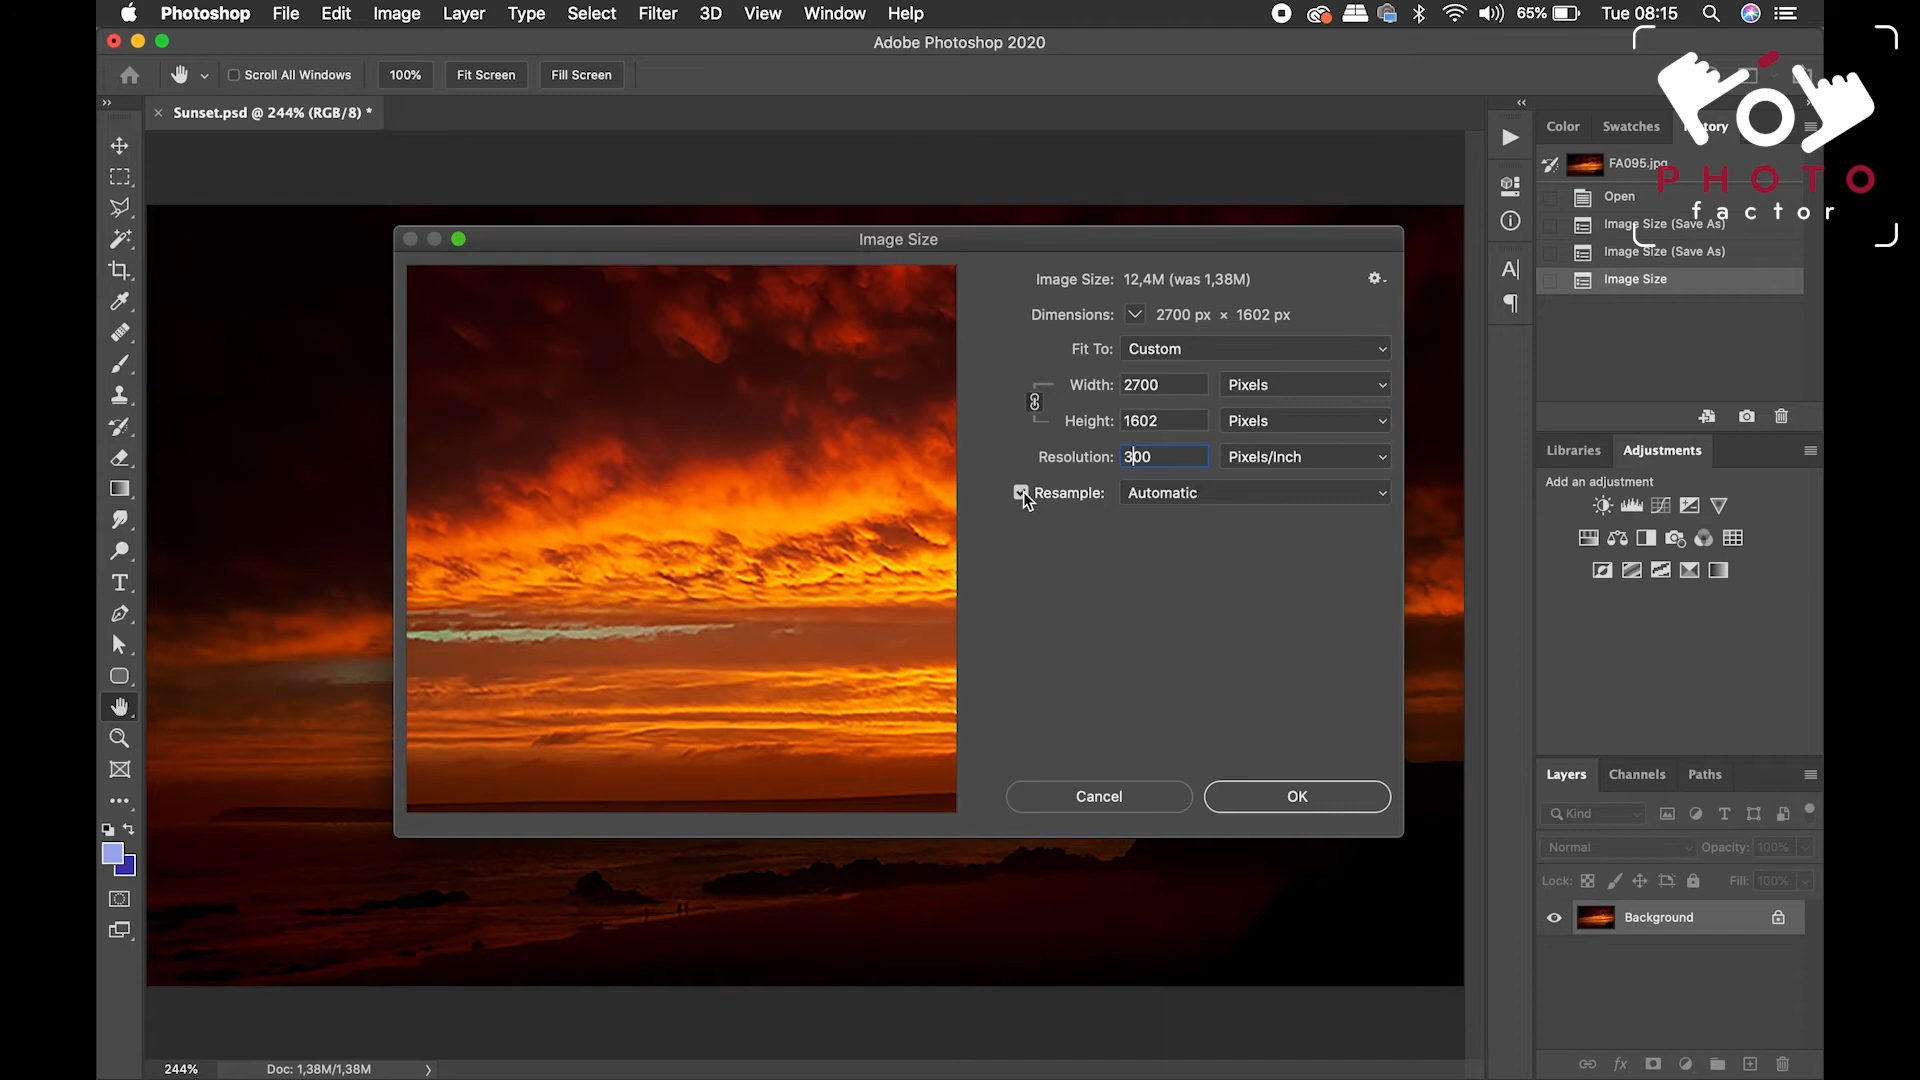 Photoshop File Edit Image Layer Type Select Filter 3D View Window Help 65% Tue 08:15
Adobe Photoshop 2020
Scroll All Windows 100% Fit Screen Fill Screen
Sunset.psd @ 244% (RGB/8) *
Color Swatches
FA095.jpg
PHOTO
factor
Open
Image Size (Save As)
Image Size (Save As)
Image Size
Image Size
Image Size: 12,4M (was 1,38M)
Dimensions: 2700 px × 1602 px
Fit To: Custom
Width: 2700 Pixels
Height: 1602 Pixels
Resolution: 300 Pixels/Inch
Resample: Automatic
Cancel OK
Libraries Adjustments
Add an adjustment
Layers Channels Paths
Kind
Normal Opacity: 100%
Lock: Fill: 100%
Background
244% Doc: 1,38M/1,38M